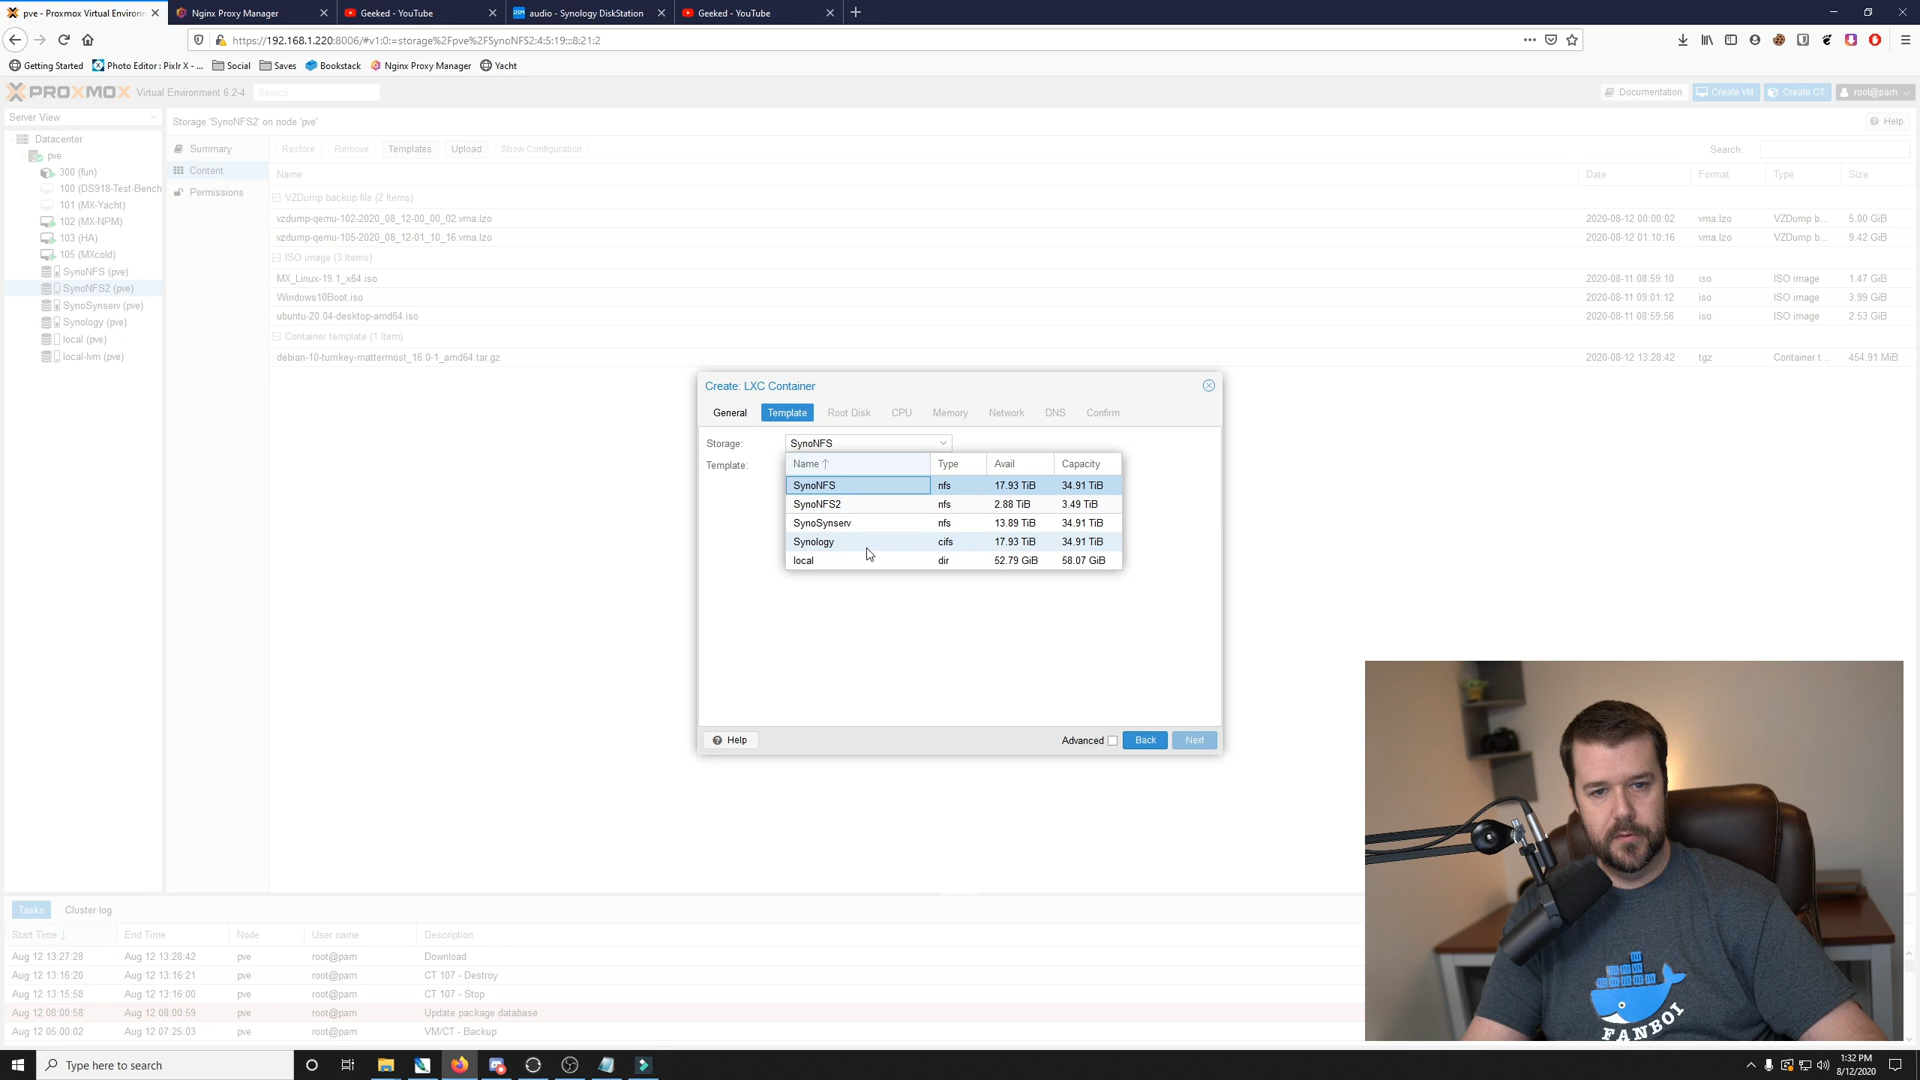 pve - Proxmox Virtual Environm
Nginx Proxy Manager
Geeked - YouTube
audio - Synology DiskStation
Geeked - YouTube
https://192.168.1.220:8006/#v1:0:=storage%2Fpve%2FSynoNFS2:4:5:19:::8:21:2
Getting Started
Photo Editor : Pixlr X - ...
Social
Saves
Bookstack
Nginx Proxy Manager
Yacht
PROXMOX
Virtual Environment 6.2-4
Search
Documentation
Create VM
Create CT
root@pam
Server View
Storage 'SynoNFS2' on node 'pve'
Help
Datacenter
pve
300 (fun)
100 (DS918-Test-Bench
101 (MX-Yacht)
102 (MX-NPM)
103 (HA)
105 (MXcold)
SynoNFS (pve)
SynoNFS2 (pve)
SynoSynserv (pve)
Synology (pve)
local (pve)
local-lvm (pve)
Summary
Content
Permissions
Restore
Remove
Templates
Upload
Show Configuration
Search:
Name
Date
Format
Type
Size
VZDump backup file (2 Items)
vzdump-qemu-102-2020_08_12-00_00_02.vma.lzo
2020-08-12 00:00:02
vma.lzo
VZDump b...
5.00 GiB
vzdump-qemu-105-2020_08_12-01_10_16.vma.lzo
2020-08-12 01:10:16
vma.lzo
VZDump b...
9.42 GiB
ISO image (3 Items)
MX_Linux-19.1_x64.iso
2020-08-11 08:59:10
iso
ISO image
1.47 GiB
Windows10Boot.iso
2020-08-11 09:01:12
iso
ISO image
3.99 GiB
ubuntu-20.04-desktop-amd64.iso
2020-08-11 08:59:56
iso
ISO image
2.53 GiB
Container template (1 Item)
debian-10-turnkey-mattermost_16.0-1_amd64.tar.gz
2020-08-12 13:28:42
tgz
Container t...
454.91 MiB
Create: LXC Container
General
Template
Root Disk
CPU
Memory
Network
DNS
Confirm
Storage:
SynoNFS
Template:
Name
Type
Avail
Capacity
SynoNFS
nfs
17.93 TiB
34.91 TiB
SynoNFS2
nfs
2.88 TiB
3.49 TiB
SynoSynserv
nfs
13.89 TiB
34.91 TiB
Synology
cifs
17.93 TiB
34.91 TiB
local
dir
52.79 GiB
58.07 GiB
Help
Advanced
Back
Next
Tasks
Cluster log
Start Time
End Time
Node
User name
Description
Aug 12 13:27:28
Aug 12 13:28:42
pve
root@pam
Download
Aug 12 13:16:20
Aug 12 13:16:21
pve
root@pam
CT 107 - Destroy
Aug 12 13:15:58
Aug 12 13:16:00
pve
root@pam
CT 107 - Stop
Aug 12 08:00:58
Aug 12 08:00:59
pve
root@pam
Update package database
Aug 12 05:00:02
Aug 12 07:25:03
pve
root@pam
VM/CT - Backup
FANBOI
Type here to search
1:32 PM
8/12/2020